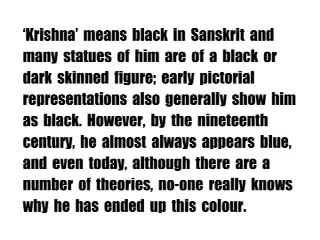 ‘Krishna’ means black in Sanskrit and
many statues of him are of a black or
dark skinned figure; early pictorial
representations also generally show him
as black. However, by the nineteenth
century, he almost always appears blue,
and even today, although there are a
number of theories, no-one really knows
why he has ended up this colour.